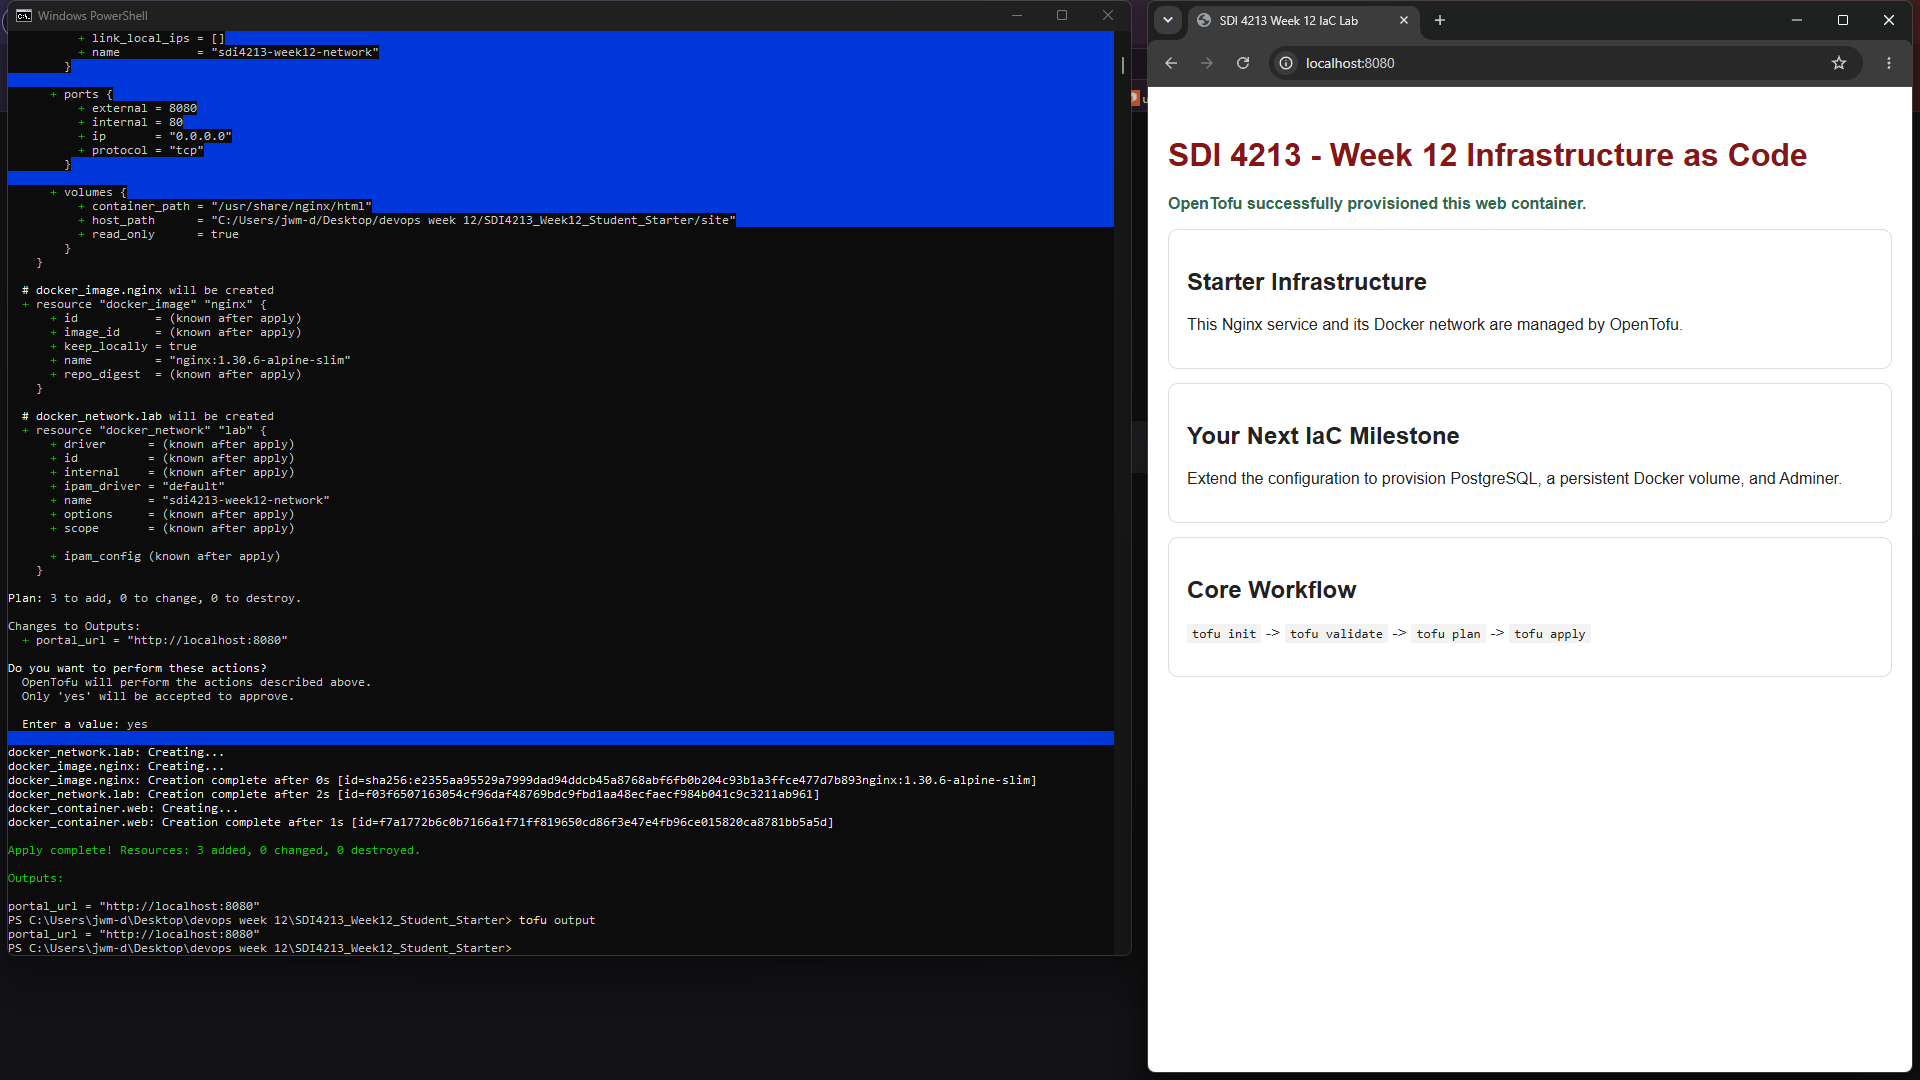 Windows PowerShell
+ link_local_ips = []
+ name           = "sdi4213-week12-network"
}
+ ports {
+ external = 8080
+ internal = 80
+ ip       = "0.0.0.0"
+ protocol = "tcp"
}
+ volumes {
+ container_path = "/usr/share/nginx/html"
+ host_path      = "C:/Users/jwm-d/Desktop/devops week 12/SDI4213_Week12_Student_Starter/site"
+ read_only      = true
}
}
# docker_image.nginx will be created
+ resource "docker_image" "nginx" {
+ id           = (known after apply)
+ image_id     = (known after apply)
+ keep_locally = true
+ name         = "nginx:1.30.6-alpine-slim"
+ repo_digest  = (known after apply)
}
# docker_network.lab will be created
+ resource "docker_network" "lab" {
+ driver      = (known after apply)
+ id          = (known after apply)
+ internal    = (known after apply)
+ ipam_driver = "default"
+ name        = "sdi4213-week12-network"
+ options     = (known after apply)
+ scope       = (known after apply)
+ ipam_config (known after apply)
}
Plan: 3 to add, 0 to change, 0 to destroy.
Changes to Outputs:
+ portal_url = "http://localhost:8080"
Do you want to perform these actions?
OpenTofu will perform the actions described above.
Only 'yes' will be accepted to approve.
Enter a value: yes
docker_network.lab: Creating...
docker_image.nginx: Creating...
docker_image.nginx: Creation complete after 0s [id=sha256:e2355aa95529a7999dad94ddcb45a8768abf6fb0b204c93b1a3ffce477d7b893nginx:1.30.6-alpine-slim]
docker_network.lab: Creation complete after 2s [id=f03f6507163054cf96daf48769bdc9fbd1aa48ecfaecf984b041c9c3211ab961]
docker_container.web: Creating...
docker_container.web: Creation complete after 1s [id=f7a1772b6c0b7166a1f71ff819650cd86f3e47e4fb96ce015820ca8781bb5a5d]
Apply complete! Resources: 3 added, 0 changed, 0 destroyed.
Outputs:
portal_url = "http://localhost:8080"
PS C:\Users\jwm-d\Desktop\devops week 12\SDI4213_Week12_Student_Starter> tofu output
portal_url = "http://localhost:8080"
PS C:\Users\jwm-d\Desktop\devops week 12\SDI4213_Week12_Student_Starter>
SDI 4213 Week 12 IaC Lab
localhost:8080
SDI 4213 - Week 12 Infrastructure as Code
OpenTofu successfully provisioned this web container.
Starter Infrastructure
This Nginx service and its Docker network are managed by OpenTofu.
Your Next IaC Milestone
Extend the configuration to provision PostgreSQL, a persistent Docker volume, and Adminer.
Core Workflow
tofu init -> tofu validate -> tofu plan -> tofu apply